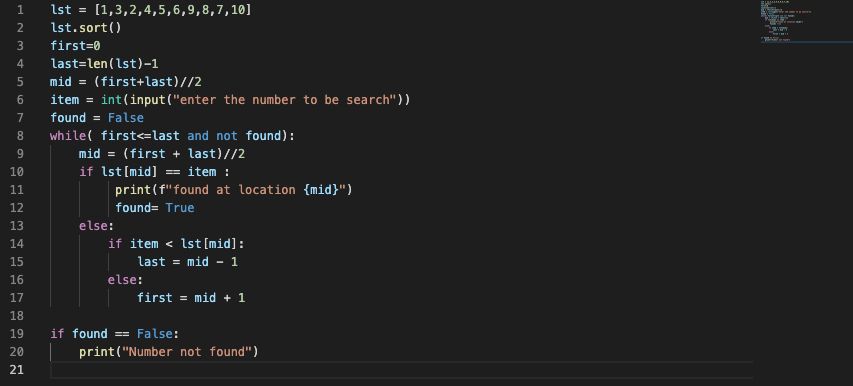 1 lst = [1,3,2,4,5,6,9,8,7,10]
2 lst.sort()
3 first=0
4 last=len(lst)-1
5 mid = (first+last)//2
6 item = int(input("enter the number to be search"))
7 found = False
8 while( first<=last and not found):
9     mid = (first + last)//2
10     if lst[mid] == item :
11          print(f"found at location {mid}")
12          found= True
13     else:
14         if item < lst[mid]:
15             last = mid - 1
16         else:
17             first = mid + 1
18
19 if found == False:
20     print("Number not found")
21